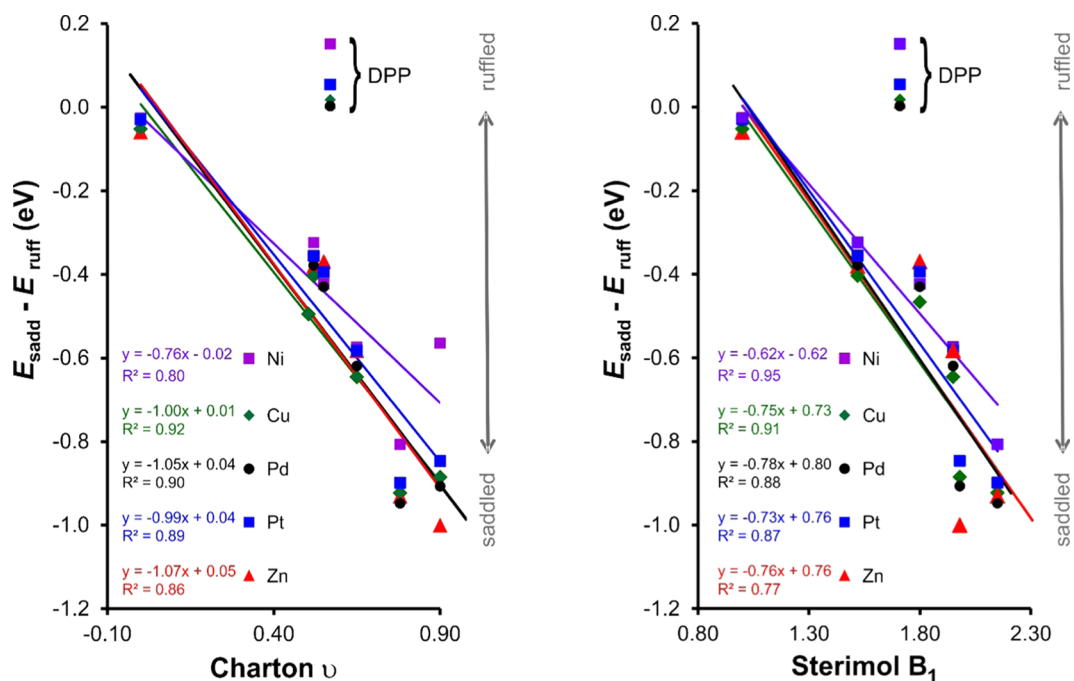 0.2
0.0
-0.2
-0.4
-0.6
-0.8
-1.0
-1.2
E sadd - E ruff (eV)
DPP
ruffled
saddled
y = -0.76x - 0.02
R² = 0.80
Ni
y = -1.00x + 0.01
R² = 0.92
Cu
y = -1.05x + 0.04
R² = 0.90
Pd
y = -0.99x + 0.04
R² = 0.89
Pt
y = -1.07x + 0.05
R² = 0.86
Zn
-0.10
0.40
0.90
Charton υ
0.2
0.0
-0.2
-0.4
-0.6
-0.8
-1.0
-1.2
E sadd - E ruff (eV)
DPP
ruffled
saddled
y = -0.62x - 0.62
R² = 0.95
Ni
y = -0.75x + 0.73
R² = 0.91
Cu
y = -0.78x + 0.80
R² = 0.88
Pd
y = -0.73x + 0.76
R² = 0.87
Pt
y = -0.76x + 0.76
R² = 0.77
Zn
0.80
1.30
1.80
2.30
Sterimol B₁